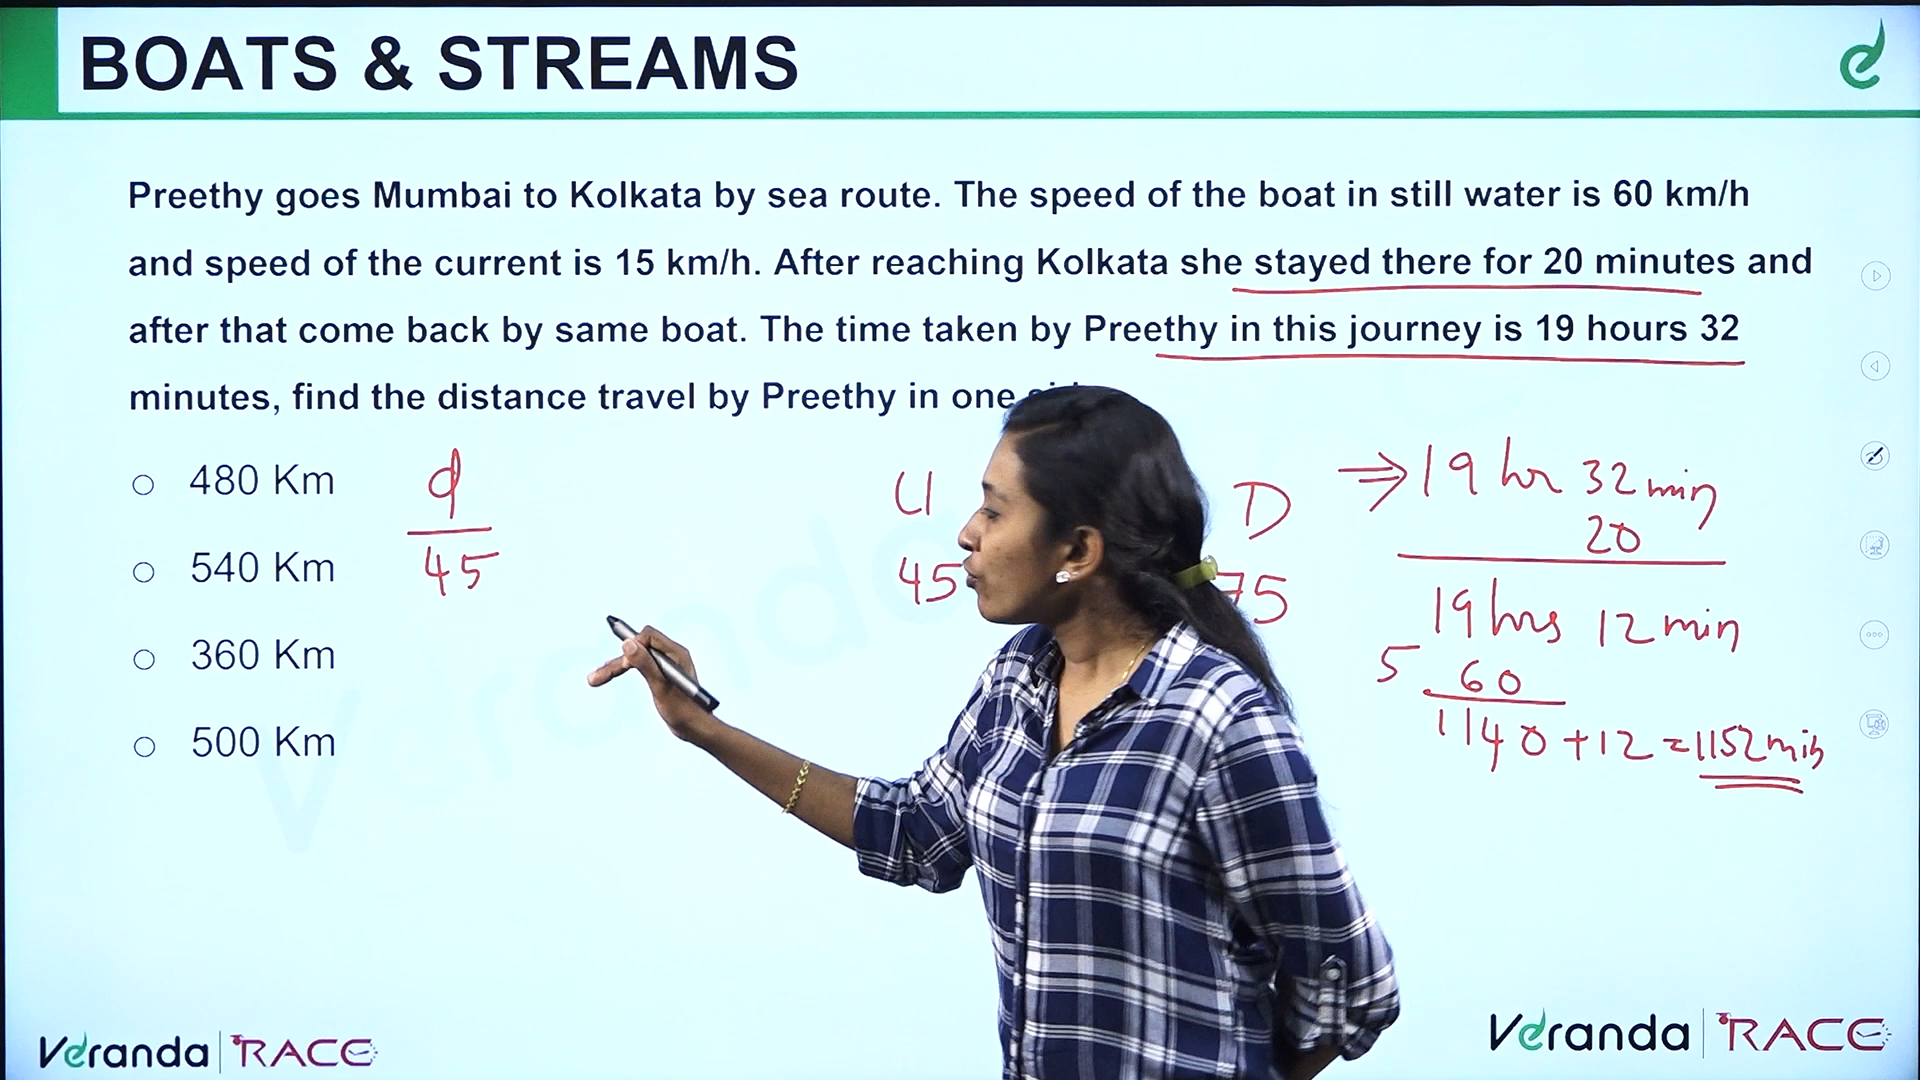 BOATS & STREAMS
Preethy goes Mumbai to Kolkata by sea route. The speed of the boat in still water is 60 km/h
and speed of the current is 15 km/h. After reaching Kolkata she stayed there for 20 minutes and
after that come back by same boat. The time taken by Preethy in this journey is 19 hours 32
minutes, find the distance travel by Preethy in one
480 Km
540 Km
360 Km
500 Km
d
45
U D
45 75
⇒ 19 hr 32 min
20
19 hrs 12 min
5 60
1140 + 12 = 1152 min
Veranda
Veranda RACE
Veranda RACE